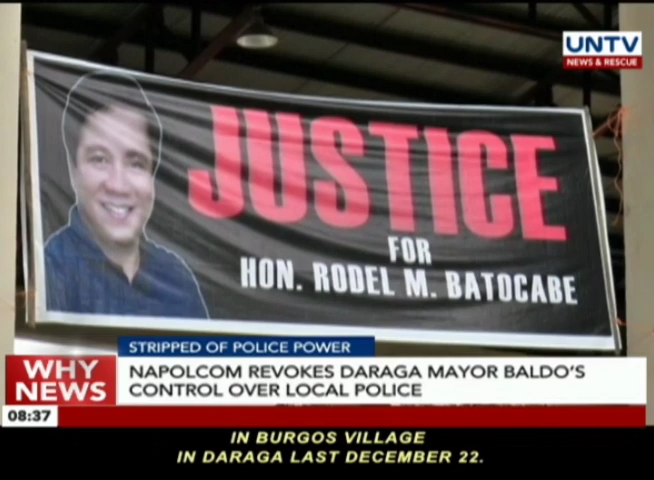 UNTV
NEWS & RESCUE
JUSTICE
FOR
HON. RODEL M. BATOCABE
STRIPPED OF POLICE POWER
WHY
NEWS
NAPOLCOM REVOKES DARAGA MAYOR BALDO'S
CONTROL OVER LOCAL POLICE
08:37
IN BURGOS VILLAGE
IN DARAGA LAST DECEMBER 22.